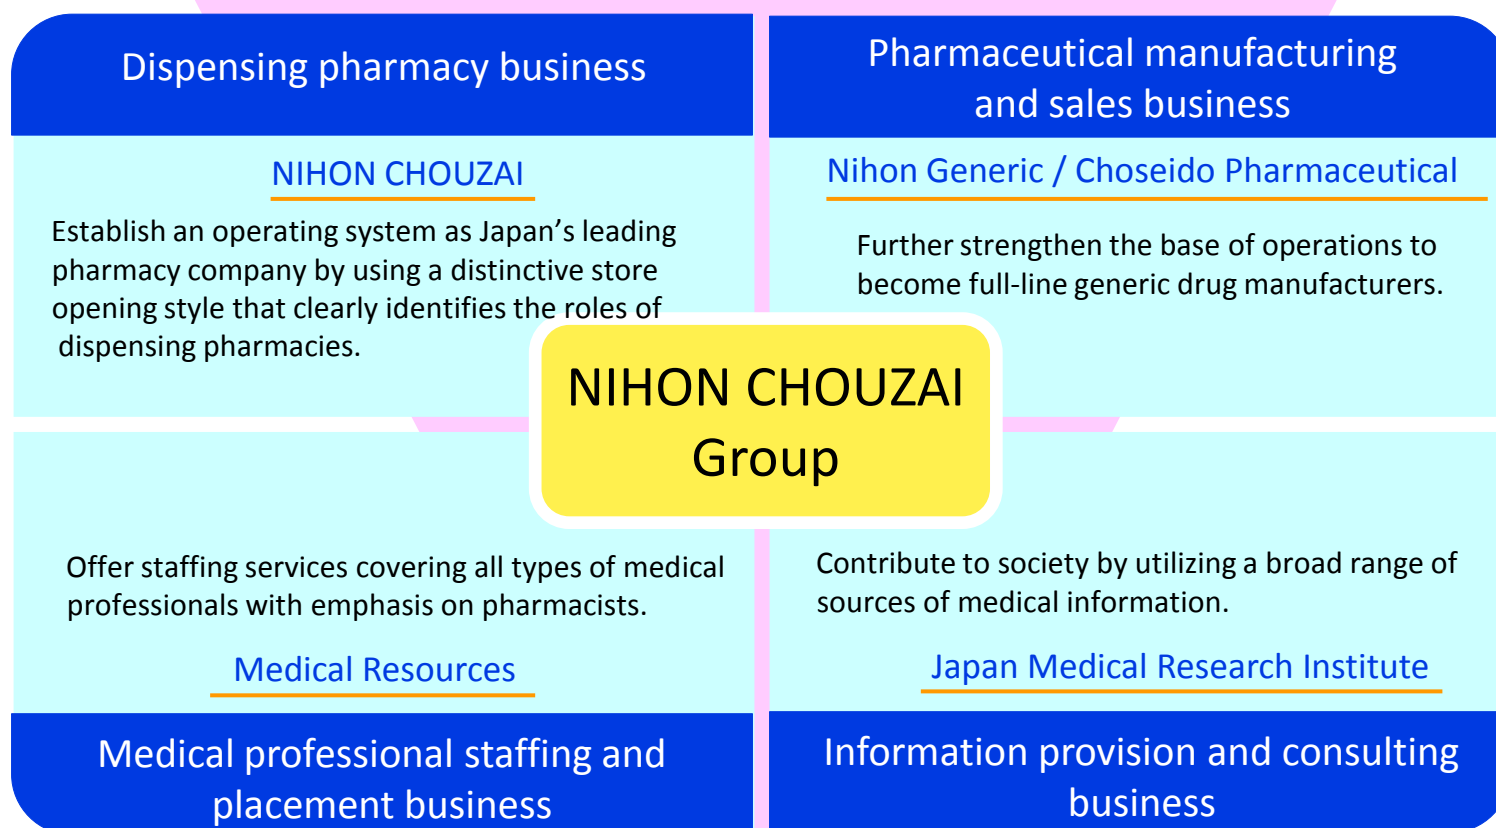 Dispensing pharmacy business
NIHON CHOUZAI
Establish an operating system as Japan’s leading
pharmacy company by using a distinctive store
opening style that clearly identifies the roles of
dispensing pharmacies.
Pharmaceutical manufacturing
and sales business
Nihon Generic / Choseido Pharmaceutical
Further strengthen the base of operations to
become full-line generic drug manufacturers.
NIHON CHOUZAI
Group
Offer staffing services covering all types of medical
professionals with emphasis on pharmacists.
Medical Resources
Medical professional staffing and
placement business
Contribute to society by utilizing a broad range of
sources of medical information.
Japan Medical Research Institute
Information provision and consulting
business